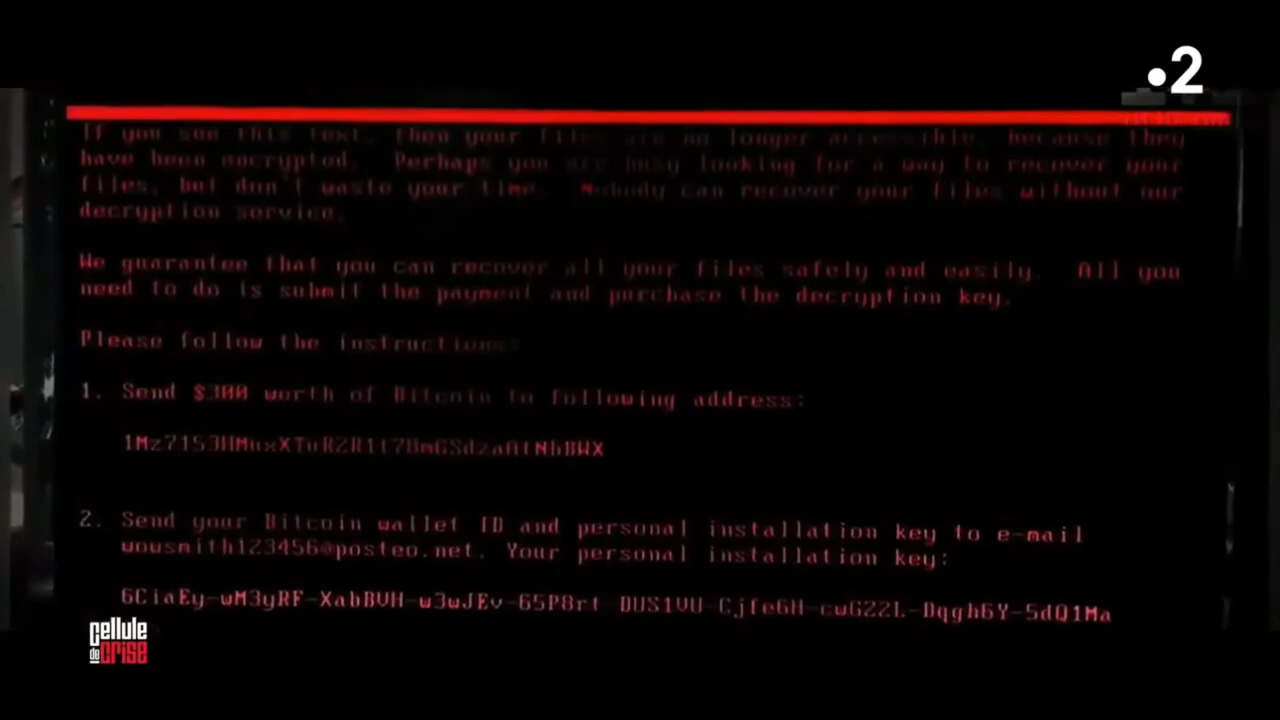 2
If you see this text, then your files are no longer accessible, because they
have been encrypted. Perhaps you are busy looking for a way to recover your
files, but don't waste your time. Nobody can recover your files without our
decryption service.
We guarantee that you can recover all your files safely and easily. All you
need to do is submit the payment and purchase the decryption key.
Please follow the instructions:
1. Send $300 worth of Bitcoin to following address:
2. Send your Bitcoin wallet ID and personal installation key to e-mail
wowsmith123456@posteo.net. Your personal installation key:
cellule
de crise